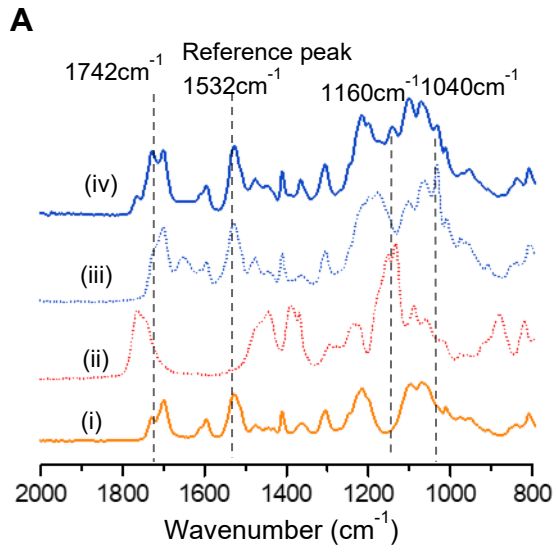 A
Reference peak
1742cm⁻¹ 1532cm⁻¹ 1160cm⁻¹ 1040cm⁻¹
(iv)
(iii)
(ii)
(i)
2000 1800 1600 1400 1200 1000 800
Wavenumber (cm⁻¹)